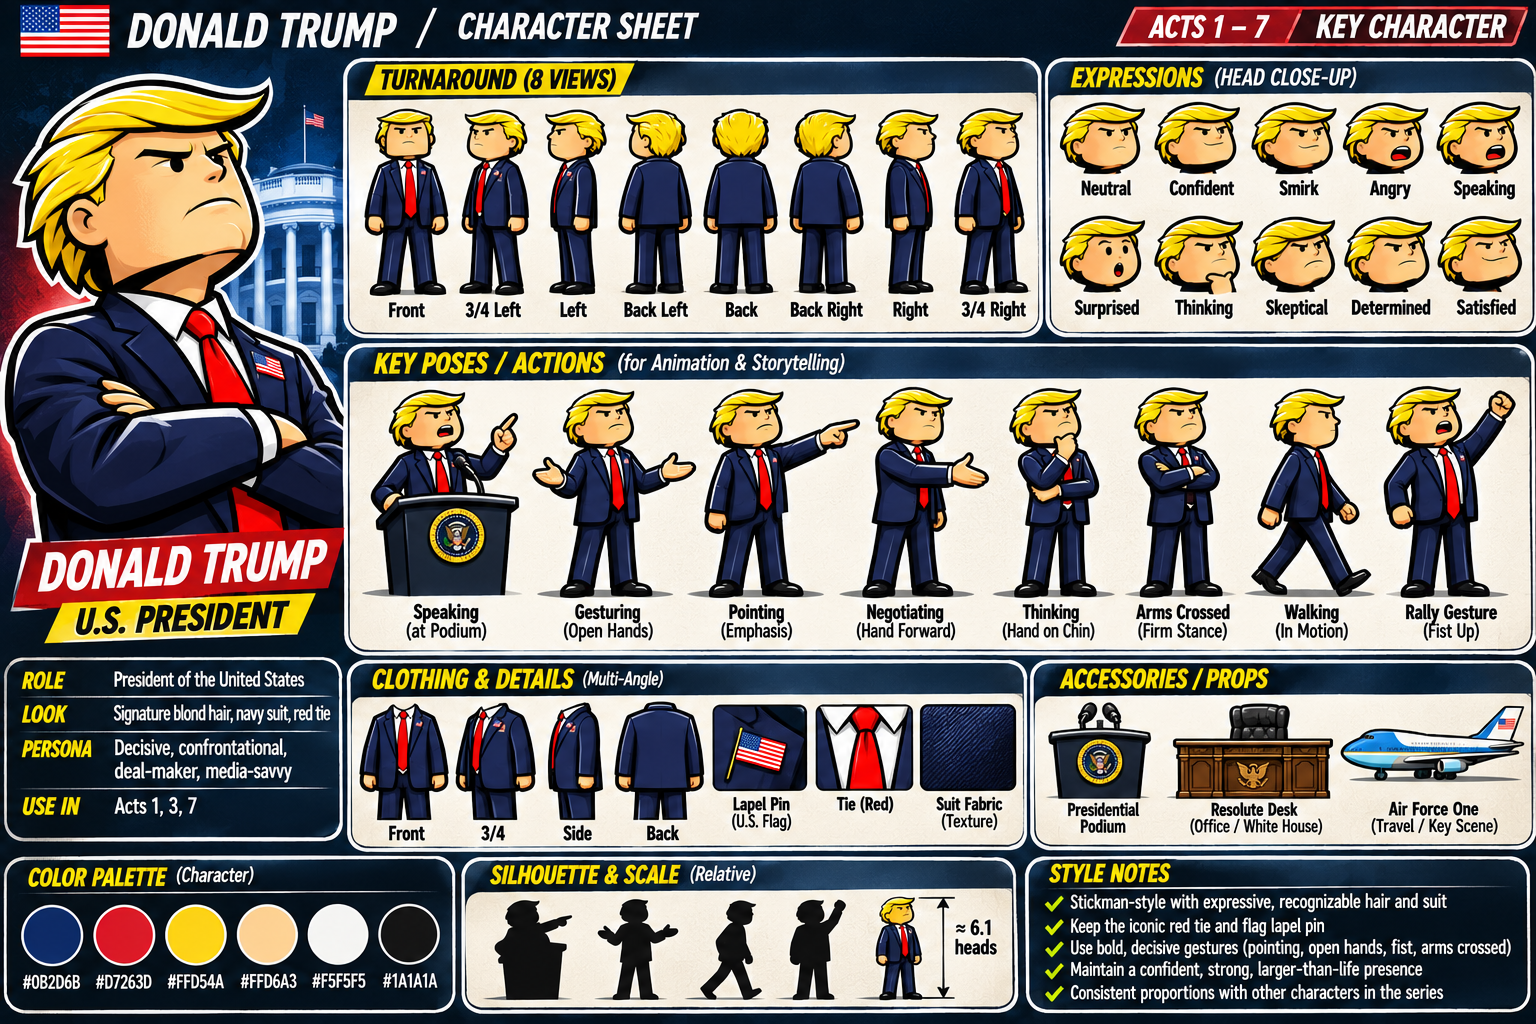 DONALD TRUMP / CHARACTER SHEET
ACTS 1 – 7 KEY CHARACTER
DONALD TRUMP
U.S. PRESIDENT
ROLE President of the United States
LOOK Signature blond hair, navy suit, red tie
PERSONA Decisive, confrontational,
deal-maker, media-savvy
USE IN Acts 1, 3, 7
TURNAROUND (8 VIEWS)
Front 3/4 Left Left Back Left Back Back Right Right 3/4 Right
EXPRESSIONS (HEAD CLOSE-UP)
Neutral Confident Smirk Angry Speaking
Surprised Thinking Skeptical Determined Satisfied
KEY POSES / ACTIONS (for Animation & Storytelling)
Speaking Gesturing Pointing Negotiating Thinking Arms Crossed Walking Rally Gesture
(at Podium) (Open Hands) (Emphasis) (Hand Forward) (Hand on Chin) (Firm Stance) (In Motion) (Fist Up)
CLOTHING & DETAILS (Multi-Angle)
Front 3/4 Side Back
Lapel Pin Tie (Red) Suit Fabric
(U.S. Flag) (Texture)
ACCESSORIES / PROPS
Presidential Resolute Desk Air Force One
Podium (Office / White House) (Travel / Key Scene)
COLOR PALETTE (Character)
#0B2D6B #D7263D #FFD54A #FFD6A3 #F5F5F5 #1A1A1A
SILHOUETTE & SCALE (Relative)
≈ 6.1
heads
STYLE NOTES
Stickman-style with expressive, recognizable hair and suit
Keep the iconic red tie and flag lapel pin
Use bold, decisive gestures (pointing, open hands, fist, arms crossed)
Maintain a confident, strong, larger-than-life presence
Consistent proportions with other characters in the series